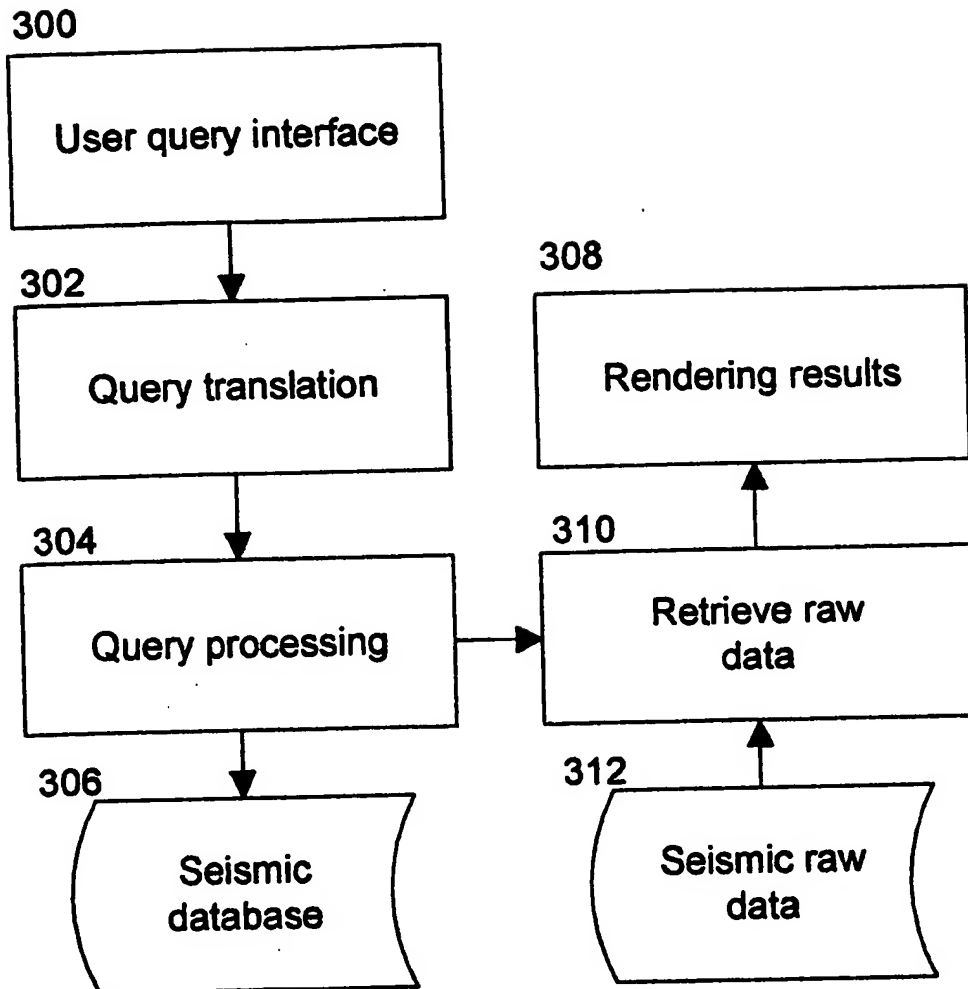 300
User query interface
302
Query translation
304
Query processing
306
Seismic
database
308
Rendering results
310
Retrieve raw
data
312
Seismic raw
data